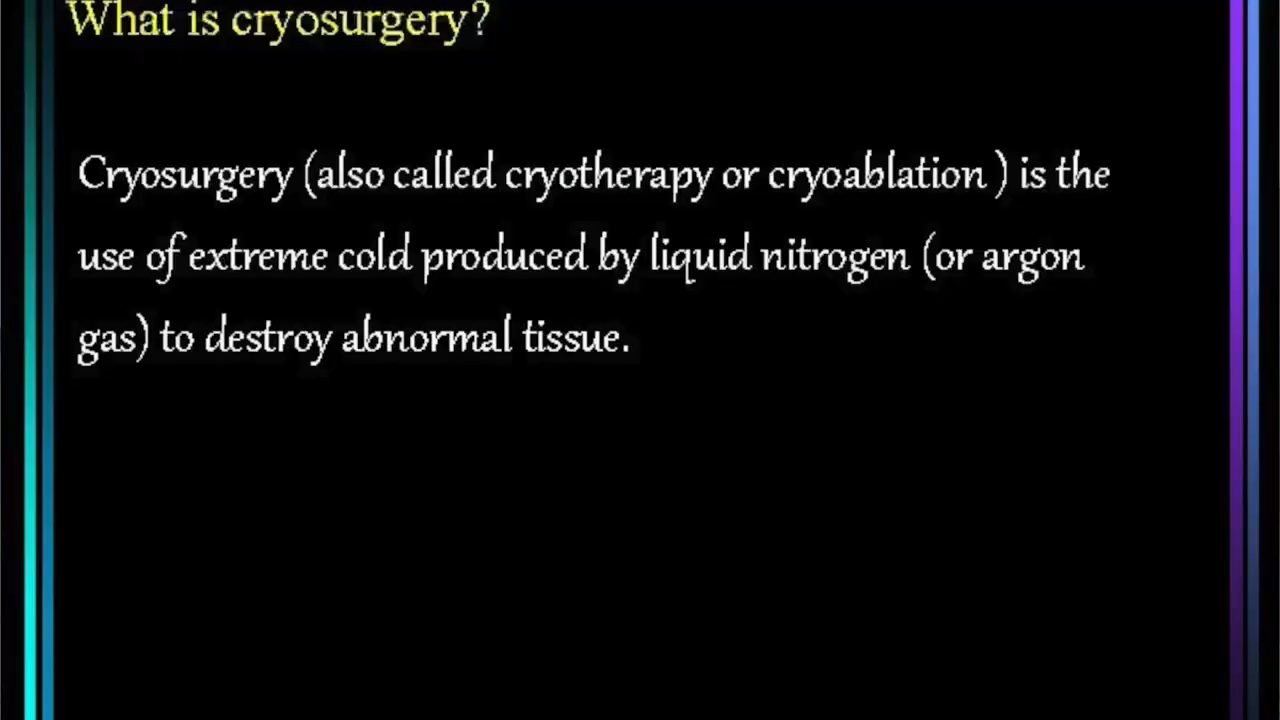 What is cryosurgery?
Cryosurgery (also called cryotherapy or cryoablation ) is the
use of extreme cold produced by liquid nitrogen (or argon
gas) to destroy abnormal tissue.